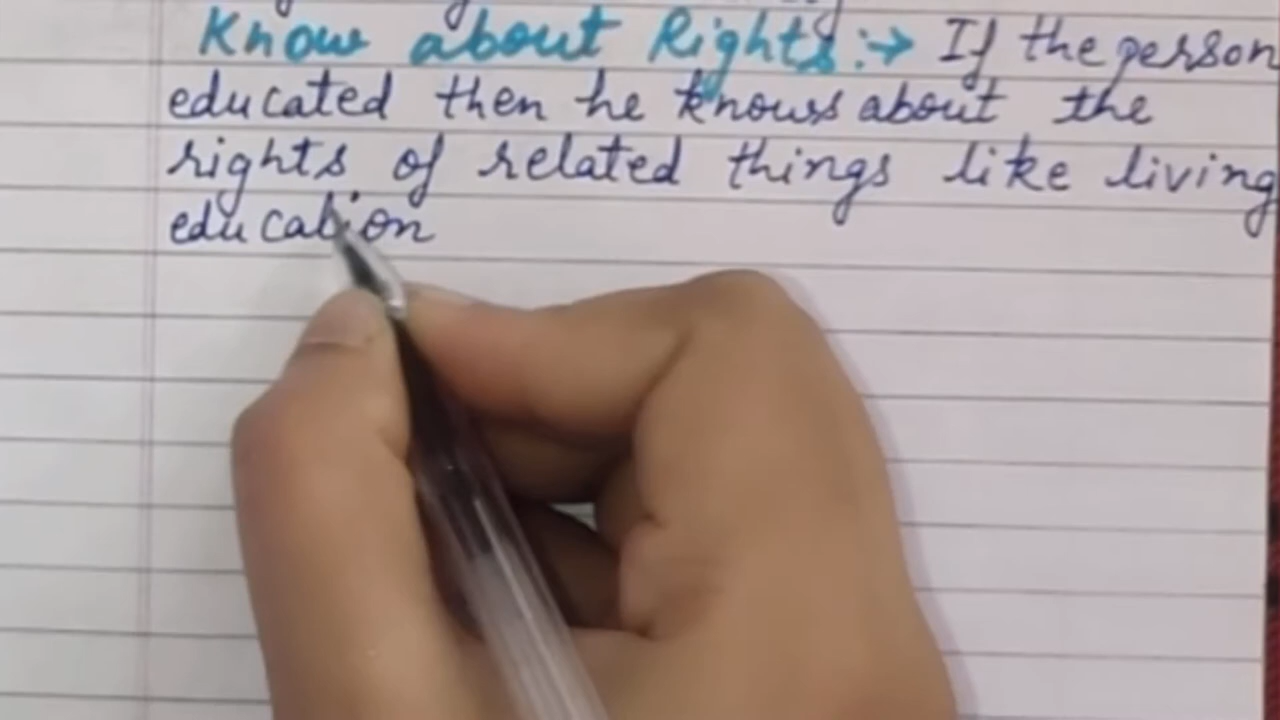 Know about Rights :→ If the person
educated then he knows about the
rights of related things like living
education